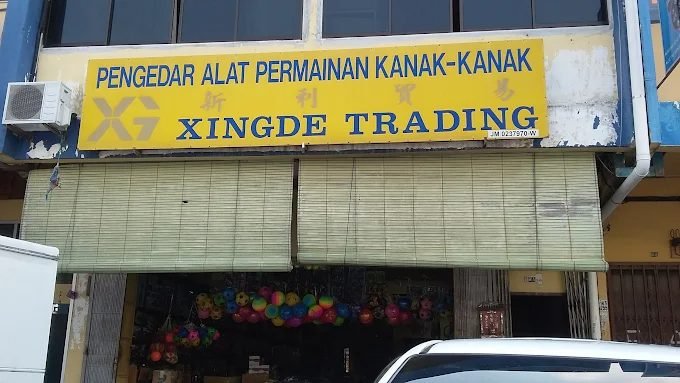 PENGEDAR ALAT PERMAINAN KANAK-KANAK
新利貿易
XG XINGDE TRADING
JM 0237970-W